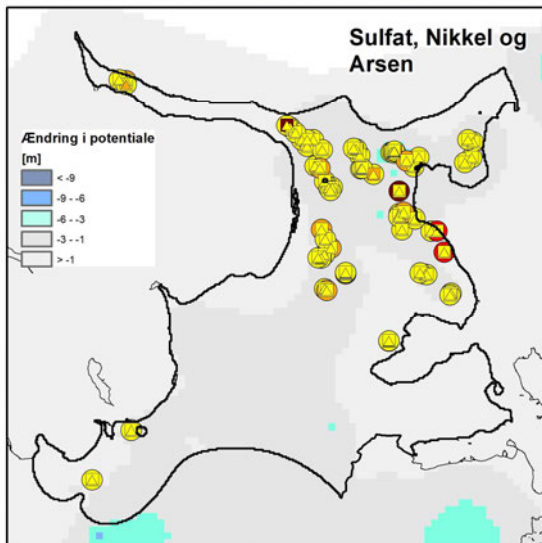 Sulfat, Nikkel og
Arsen
Ændring i potentiale
[m]
< -9
-9 - -6
-6 - -3
-3 - -1
> -1